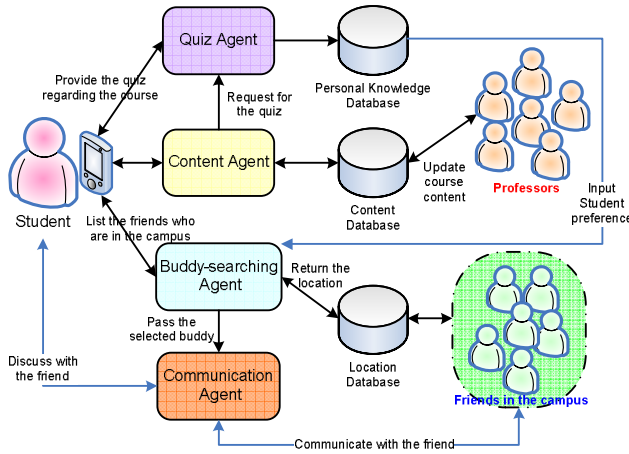 Quiz Agent
Provide the quiz
regarding the course
Request for
the quiz
Personal Knowledge
Database
Content Agent
Update
course
content
Professors
Input
Student
preference
Student
List the friends who
are in the campus
Content
Database
Buddy-searching
Agent
Return the
location
Pass the
selected buddy
Location
Database
Discuss with
the friend
Communication
Agent
Friends in the campus
Communicate with the friend